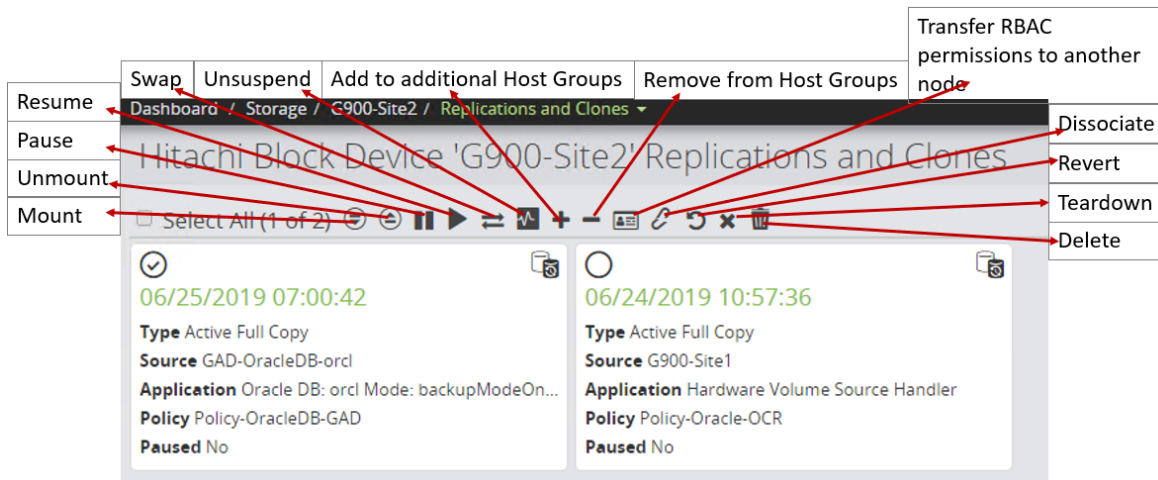 Transfer RBAC
permissions to another
node
Swap
Unsuspend
Add to additional Host Groups
Remove from Host Groups
Resume
Pause
Unmount
Mount
Dashboard / Storage / G900-Site2 / Replications and Clones
Dissociate
Revert
Teardown
Delete
Hitachi Block Device 'G900-Site2' Replications and Clones
Select All (1 of 2)
06/25/2019 07:00:42
Type Active Full Copy
Source GAD-OracleDB-orcl
Application Oracle DB: orcl Mode: backupModeOn...
Policy Policy-OracleDB-GAD
Paused No
06/24/2019 10:57:36
Type Active Full Copy
Source G900-Site1
Application Hardware Volume Source Handler
Policy Policy-Oracle-OCR
Paused No